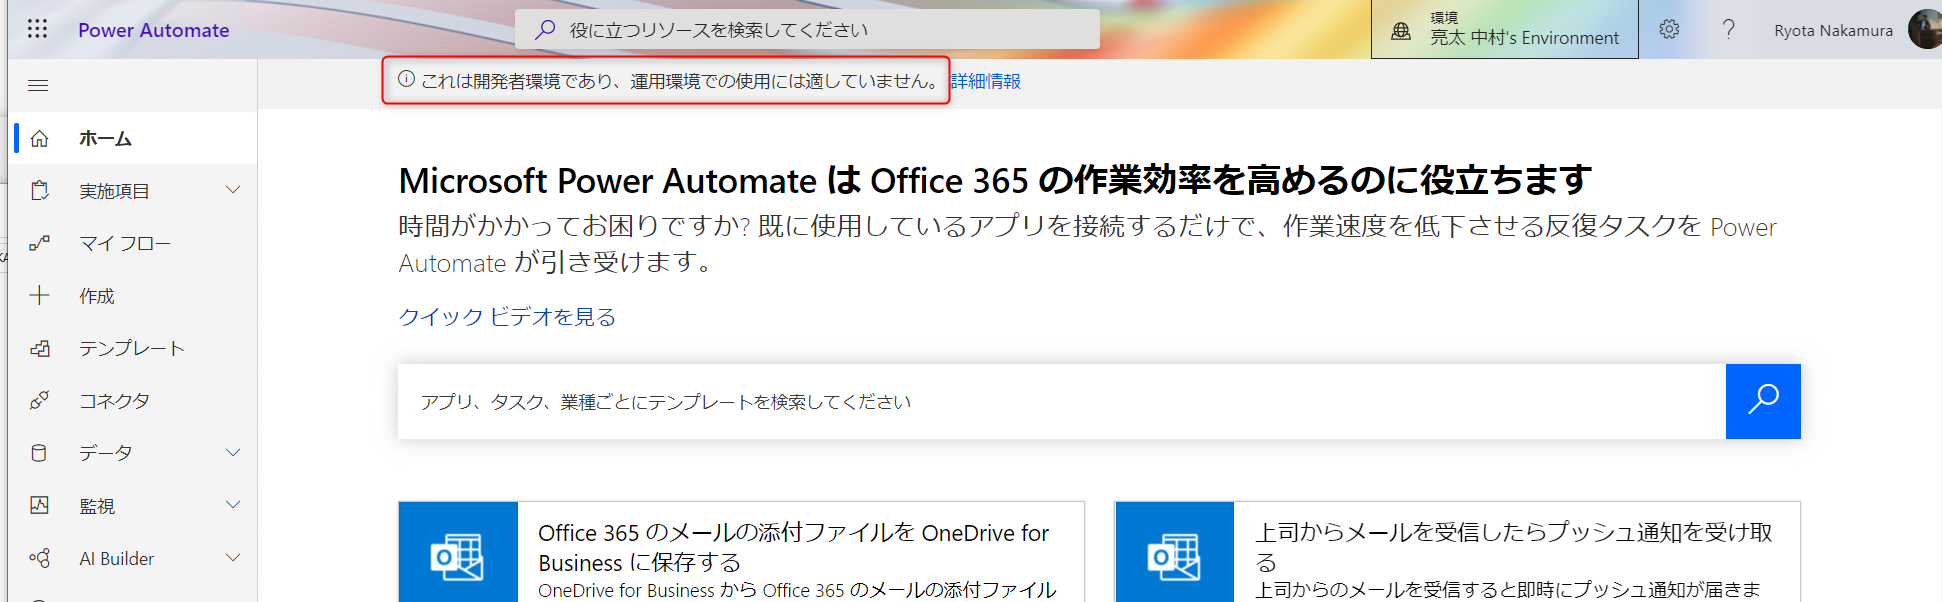 Power Automate
役に立つリソースを検索してください
環境
亮太 中村's Environment
?
Ryota Nakamura
これは開発者環境であり、運用環境での使用には適していません。 詳細情報
ホーム
実施項目
マイ フロー
作成
テンプレート
コネクタ
データ
監視
AI Builder
Microsoft Power Automate は Office 365 の作業効率を高めるのに役立ちます
時間がかかってお困りですか? 既に使用しているアプリを接続するだけで、作業速度を低下させる反復タスクを Power
Automate が引き受けます。
クイック ビデオを見る
アプリ、タスク、業種ごとにテンプレートを検索してください
Office 365 のメールの添付ファイルを OneDrive for
Business に保存する
OneDrive for Business から Office 365 のメールの添付ファイル
上司からメールを受信したらプッシュ通知を受け取
る
上司からのメールを受信すると即時にプッシュ通知が届きま